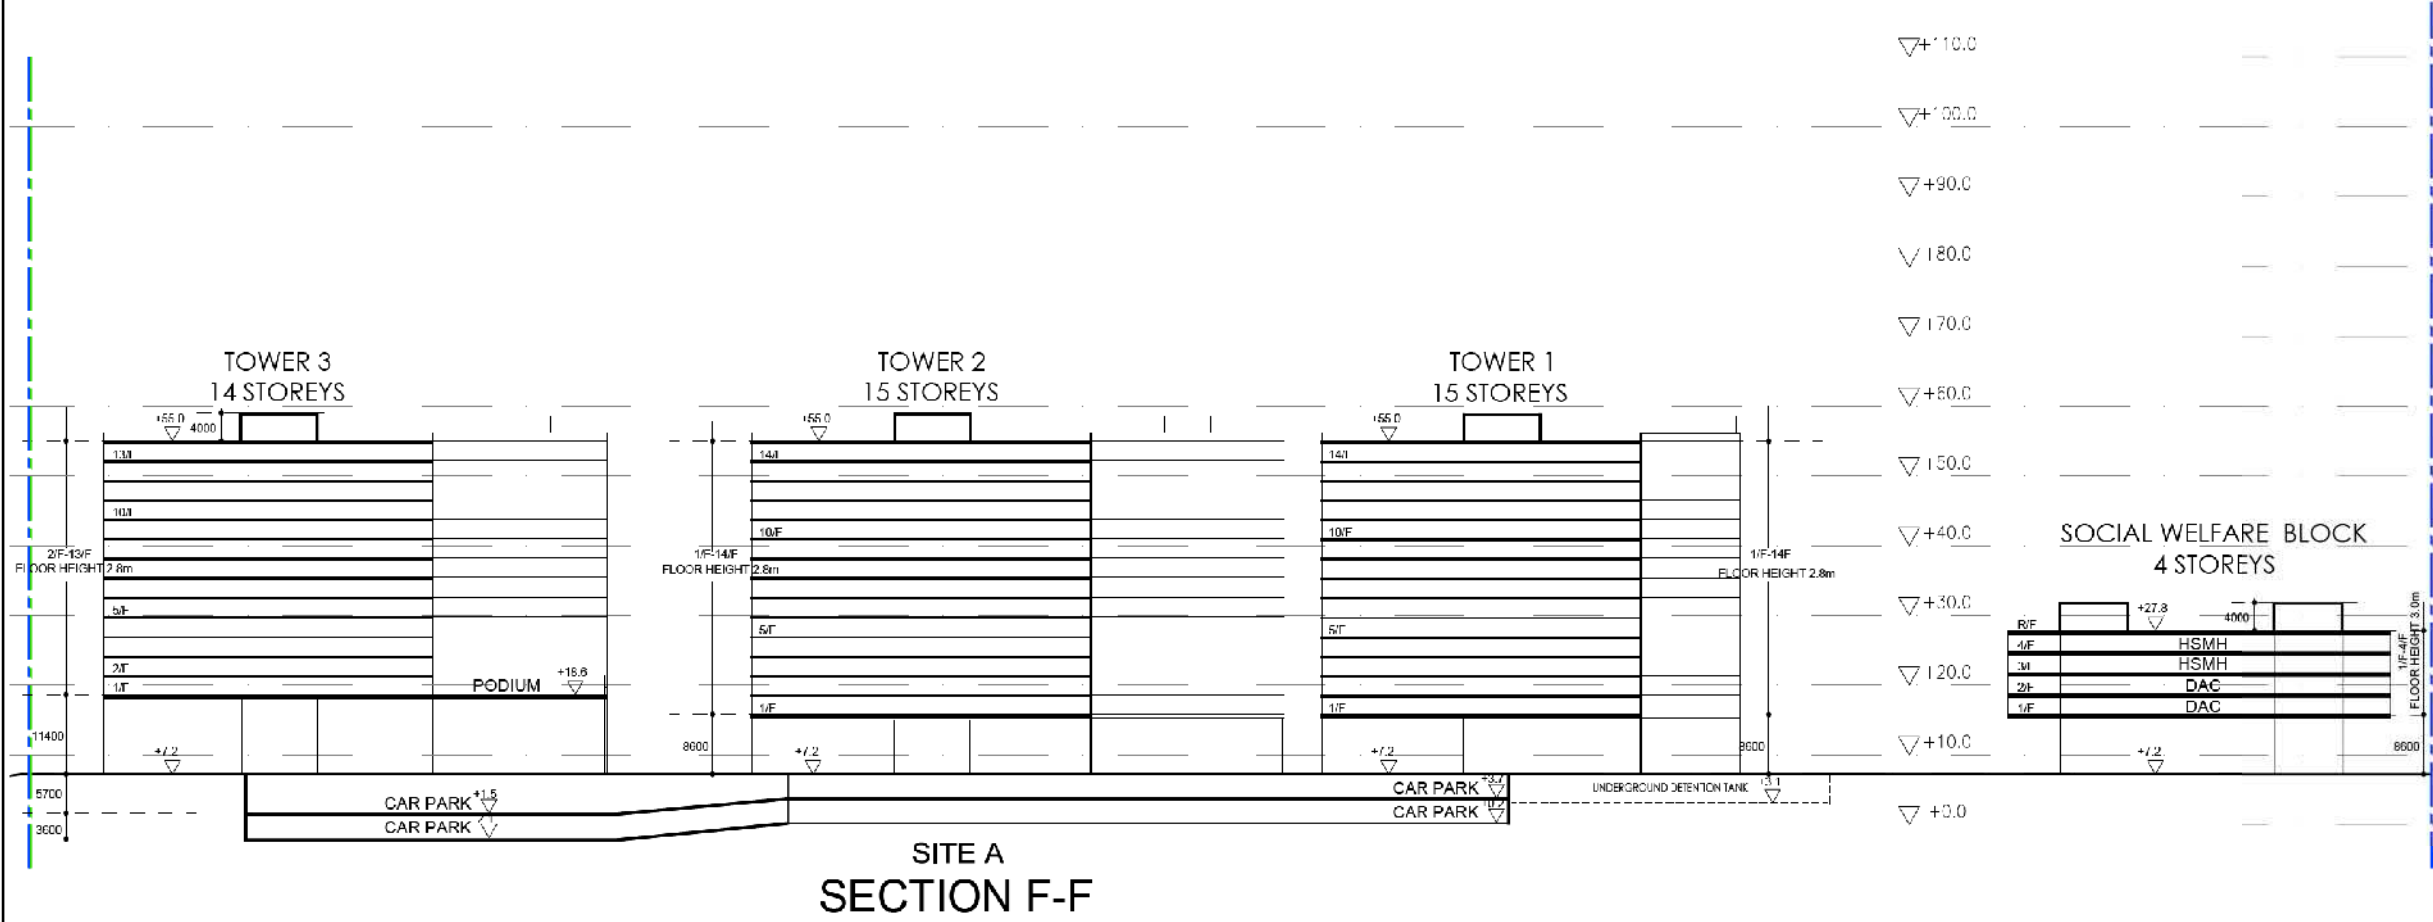 +110.0
+100.0
+90.0
+80.0
+70.0
+60.0
+50.0
+40.0
+30.0
+20.0
+10.0
+0.0
TOWER 3
14 STOREYS
+55.0
4000
13/F
10/F
5/F
2/F
1/F
2/F-13/F
FLOOR HEIGHT 2.8m
PODIUM
+18.6
11400
+7.2
5700
3600
CAR PARK
+1.5
CAR PARK
TOWER 2
15 STOREYS
+55.0
14/F
10/F
5/F
1/F
1/F-14/F
FLOOR HEIGHT 2.8m
8600
+7.2
TOWER 1
15 STOREYS
+55.0
14/F
10/F
5/F
1/F
1/F-14F
FLOOR HEIGHT 2.8m
8600
+7.2
CAR PARK
+3.7
CAR PARK
UNDERGROUND DETENTION TANK
SOCIAL WELFARE BLOCK
4 STOREYS
+27.8
4000
R/F
4/F HSMH
3/F HSMH
2/F DAC
1/F DAC
1/F-4/F
FLOOR HEIGHT 3.0m
8600
+7.2
SITE A
SECTION F-F